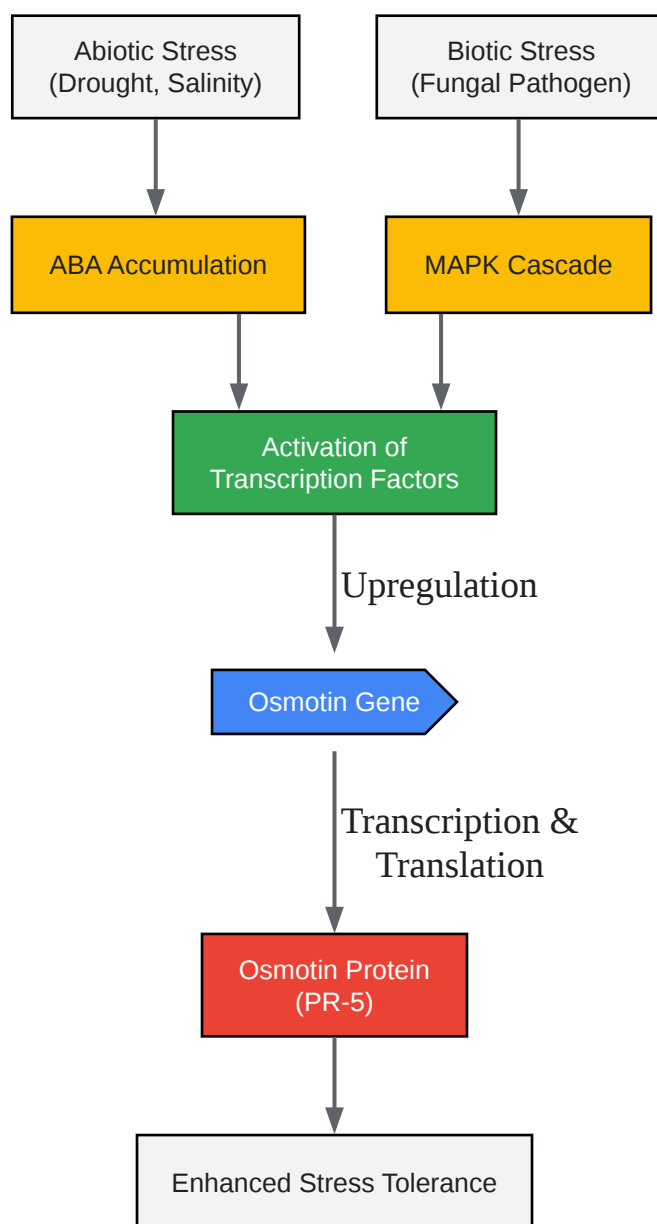 Abiotic Stress
(Drought, Salinity)
Biotic Stress
(Fungal Pathogen)
ABA Accumulation
MAPK Cascade
Activation of
Transcription Factors
Upregulation
Osmotin Gene
Transcription &
Translation
Osmotin Protein
(PR-5)
Enhanced Stress Tolerance